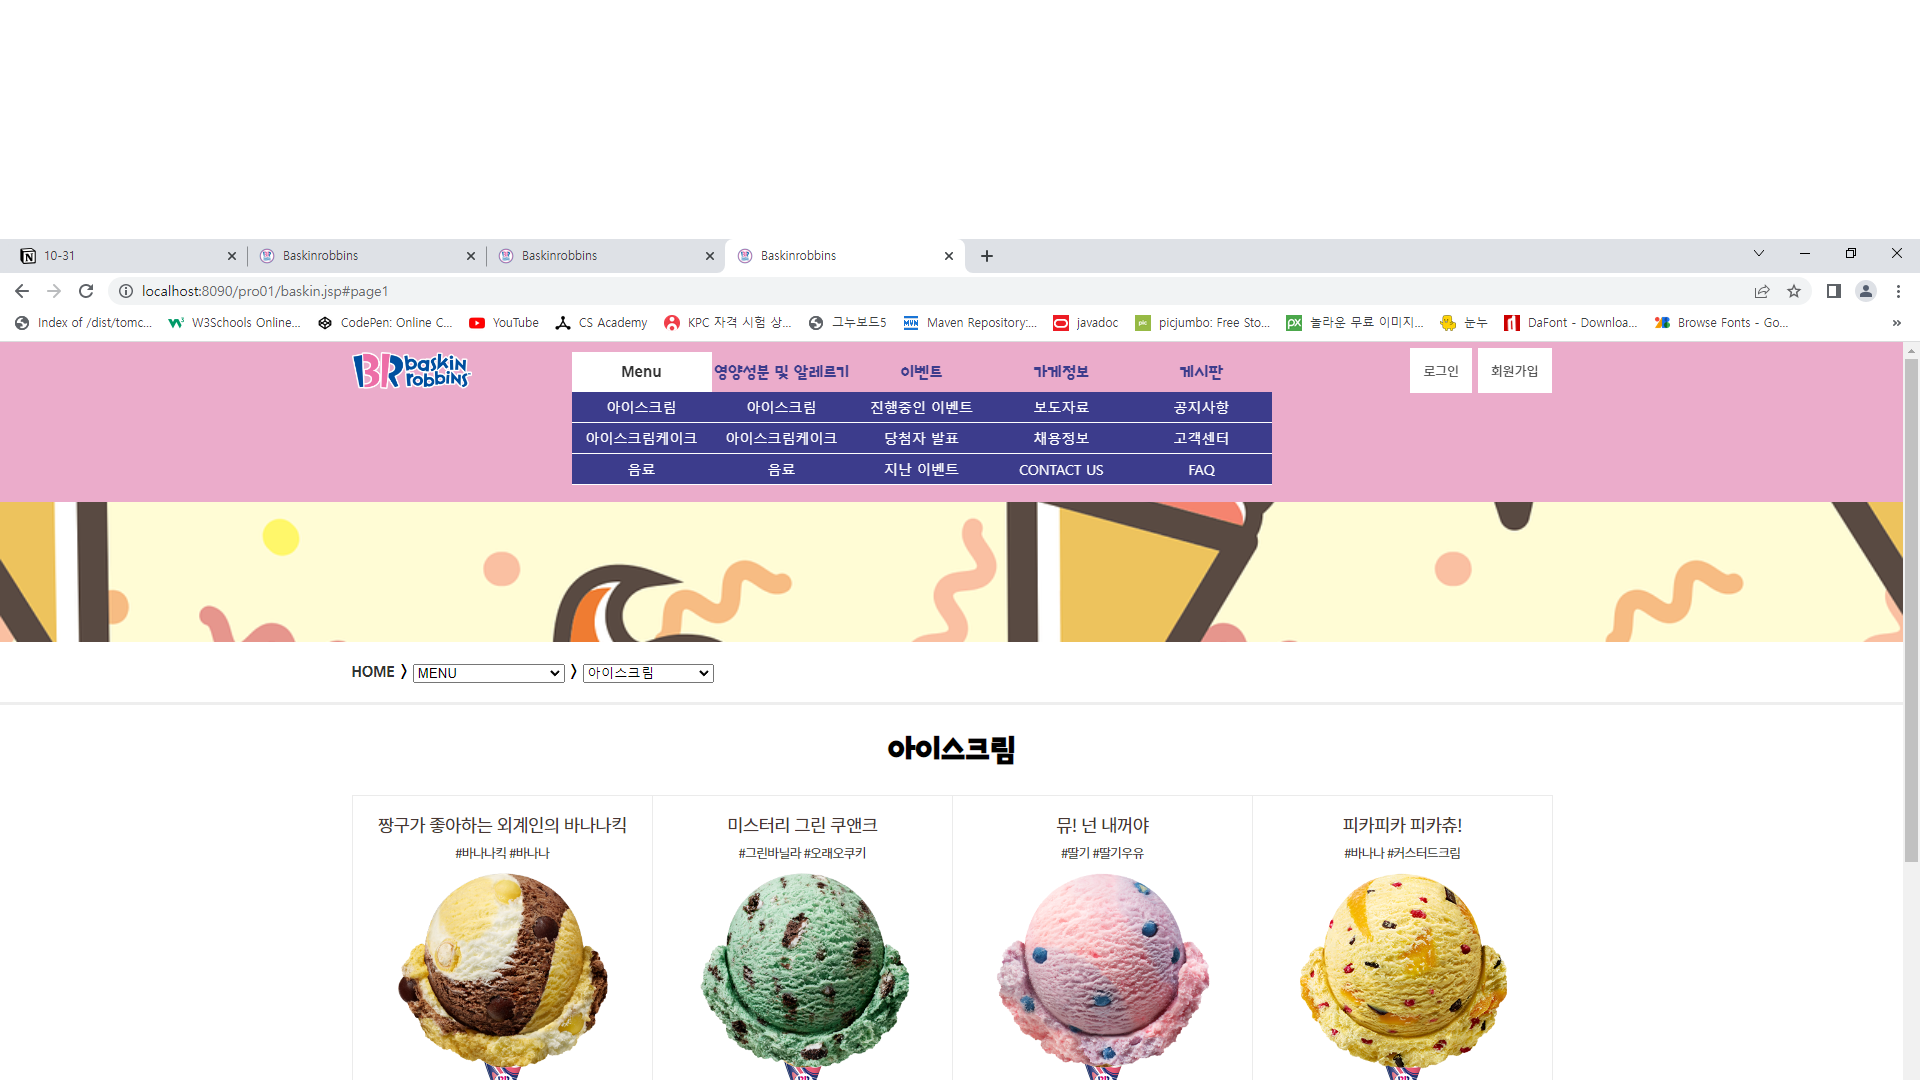 10-31
Baskinrobbins
Baskinrobbins
Baskinrobbins
localhost:8090/pro01/baskin.jsp#page1
Index of /dist/tomc...
W3Schools Online...
CodePen: Online C...
YouTube
CS Academy
KPC 자격 시험 상...
그누보드5
Maven Repository:...
javadoc
picjumbo: Free Sto...
놀라운 무료 이미지...
눈누
DaFont - Downloa...
Browse Fonts - Go...
BR baskin robbins
Menu 영양성분 및 알레르기 이벤트 가게정보 게시판
로그인 회원가입
아이스크림 아이스크림 진행중인 이벤트 보도자료 공지사항
아이스크림케이크 아이스크림케이크 당첨자 발표 채용정보 고객센터
음료 음료 지난 이벤트 CONTACT US FAQ
HOME 〉 MENU 〉 아이스크림
아이스크림
짱구가 좋아하는 외계인의 바나나킥
#바나나킥 #바나나
미스터리 그린 쿠앤크
#그린바닐라 #오래오쿠키
뮤! 넌 내꺼야
#딸기 #딸기우유
피카피카 피카츄!
#바나나 #커스터드크림